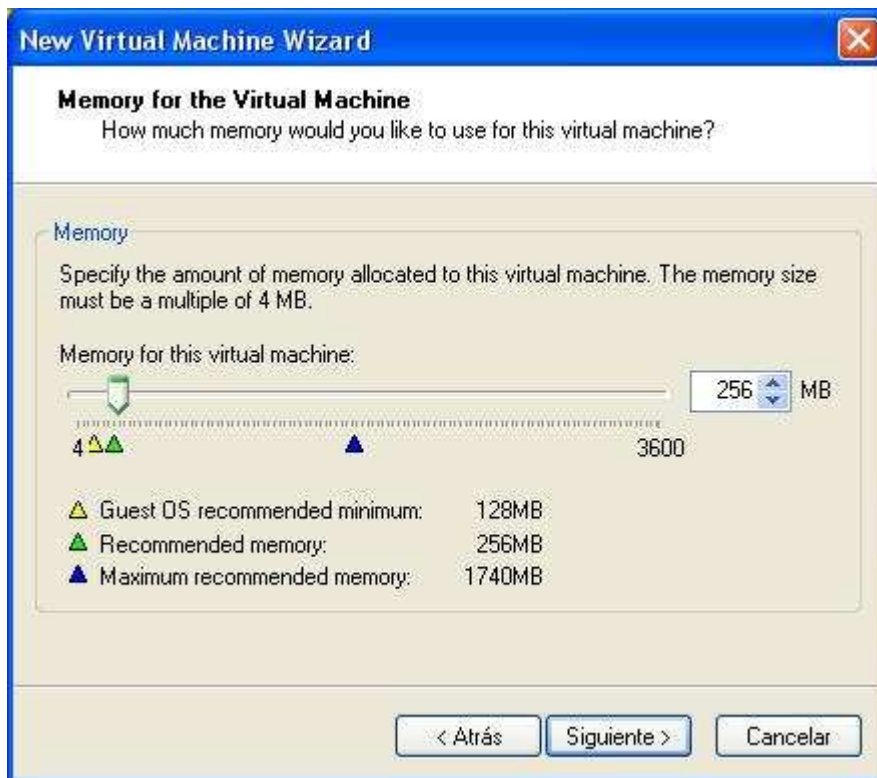 New Virtual Machine Wizard
Memory for the Virtual Machine
How much memory would you like to use for this virtual machine?
Memory
Specify the amount of memory allocated to this virtual machine. The memory size
must be a multiple of 4 MB.
Memory for this virtual machine:
256 MB
4 3600
Guest OS recommended minimum: 128MB
Recommended memory: 256MB
Maximum recommended memory: 1740MB
< Atrás Siguiente > Cancelar